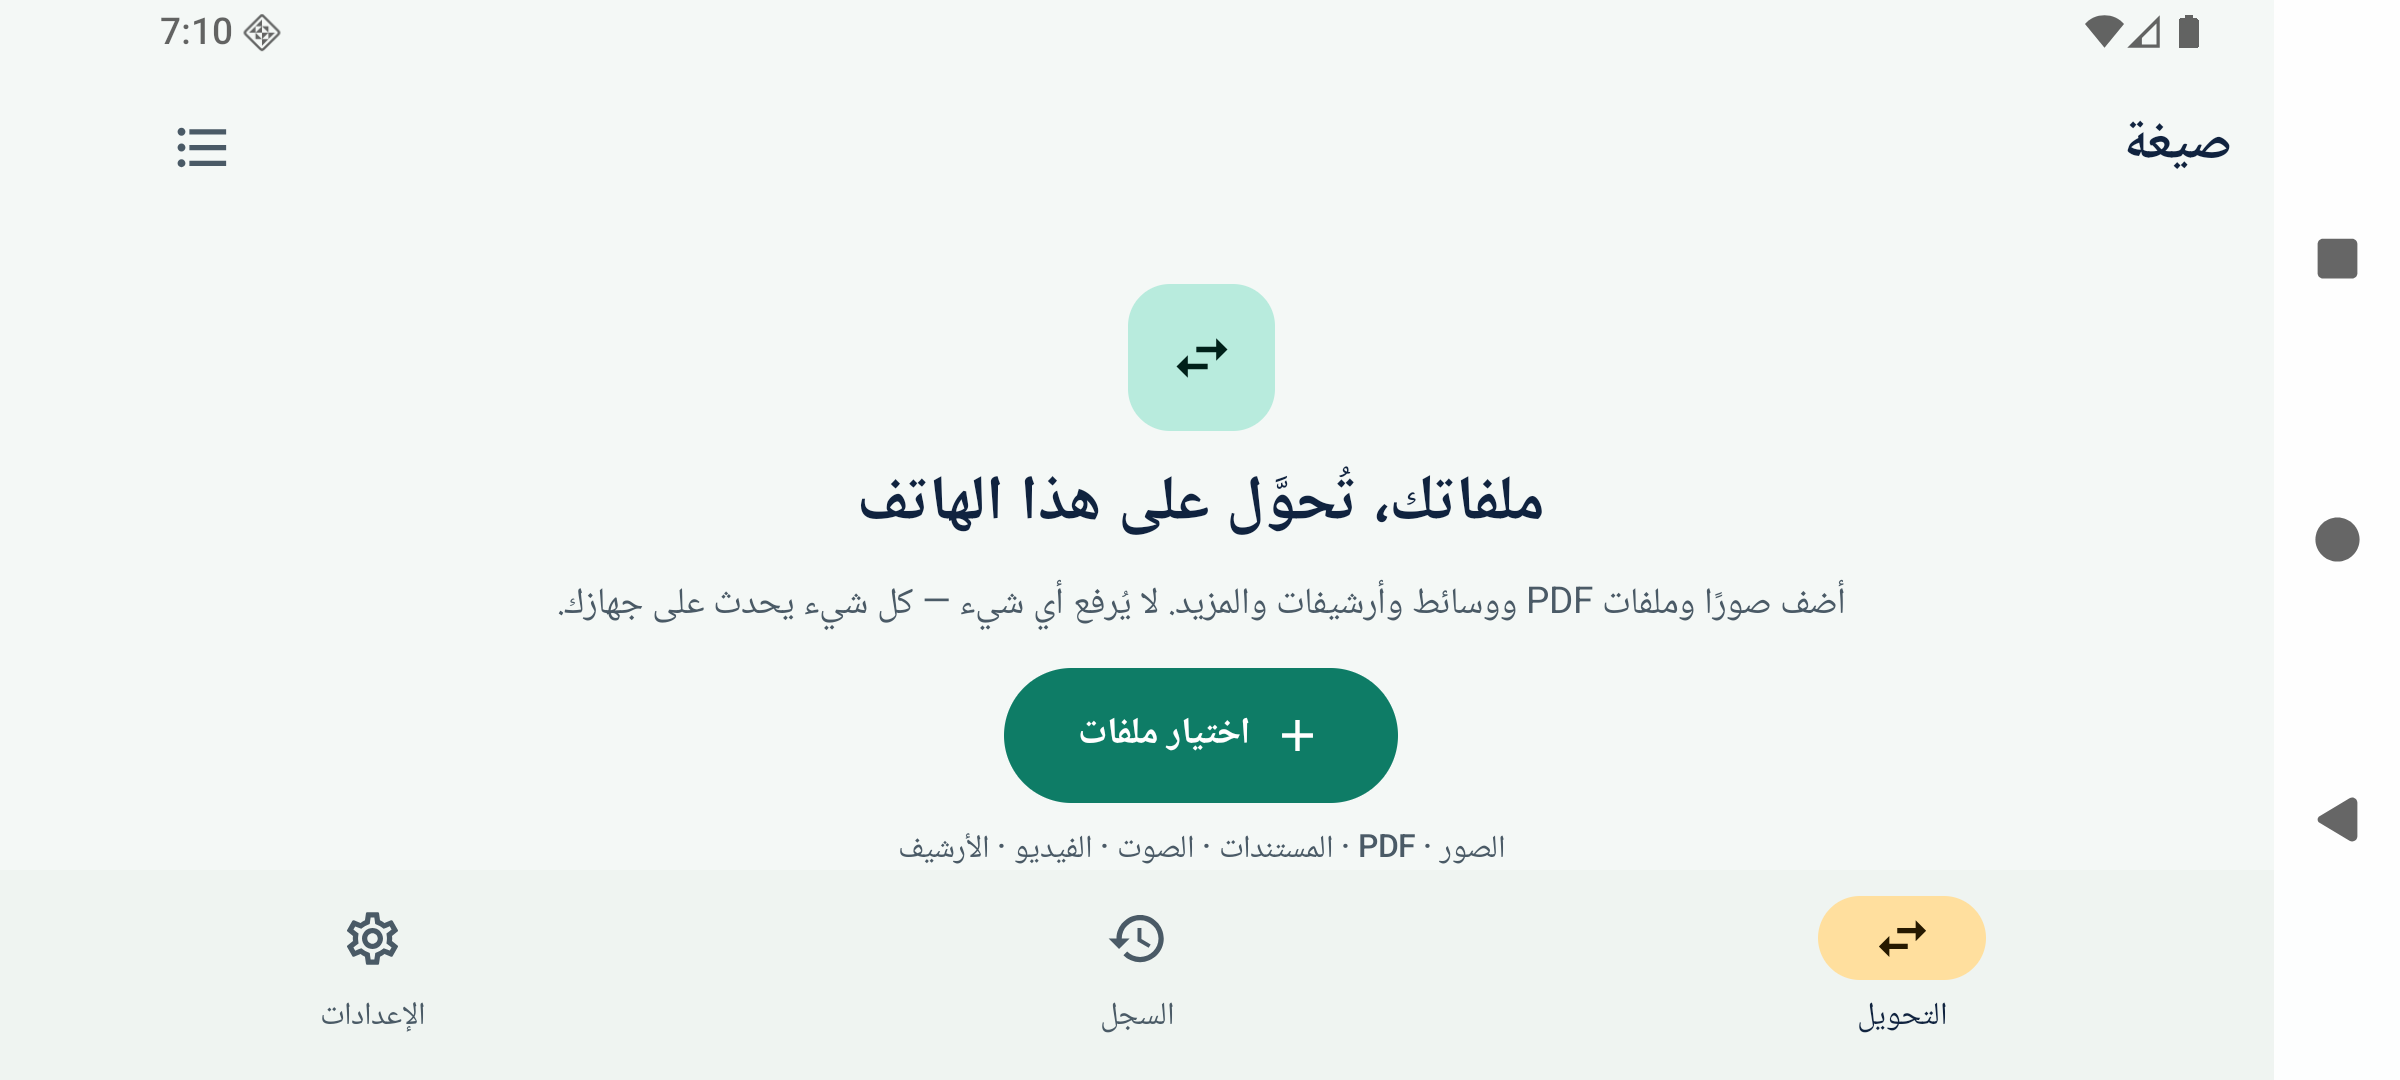 7:10
صيغة
ملفاتك، تُحوَّل على هذا الهاتف
أضف صورًا وملفات PDF ووسائط وأرشيفات والمزيد. لا يُرفع أي شيء — كل شيء يحدث على جهازك.
اختيار ملفات
الصور · PDF · المستندات · الصوت · الفيديو · الأرشيف
التحويل
السجل
الإعدادات